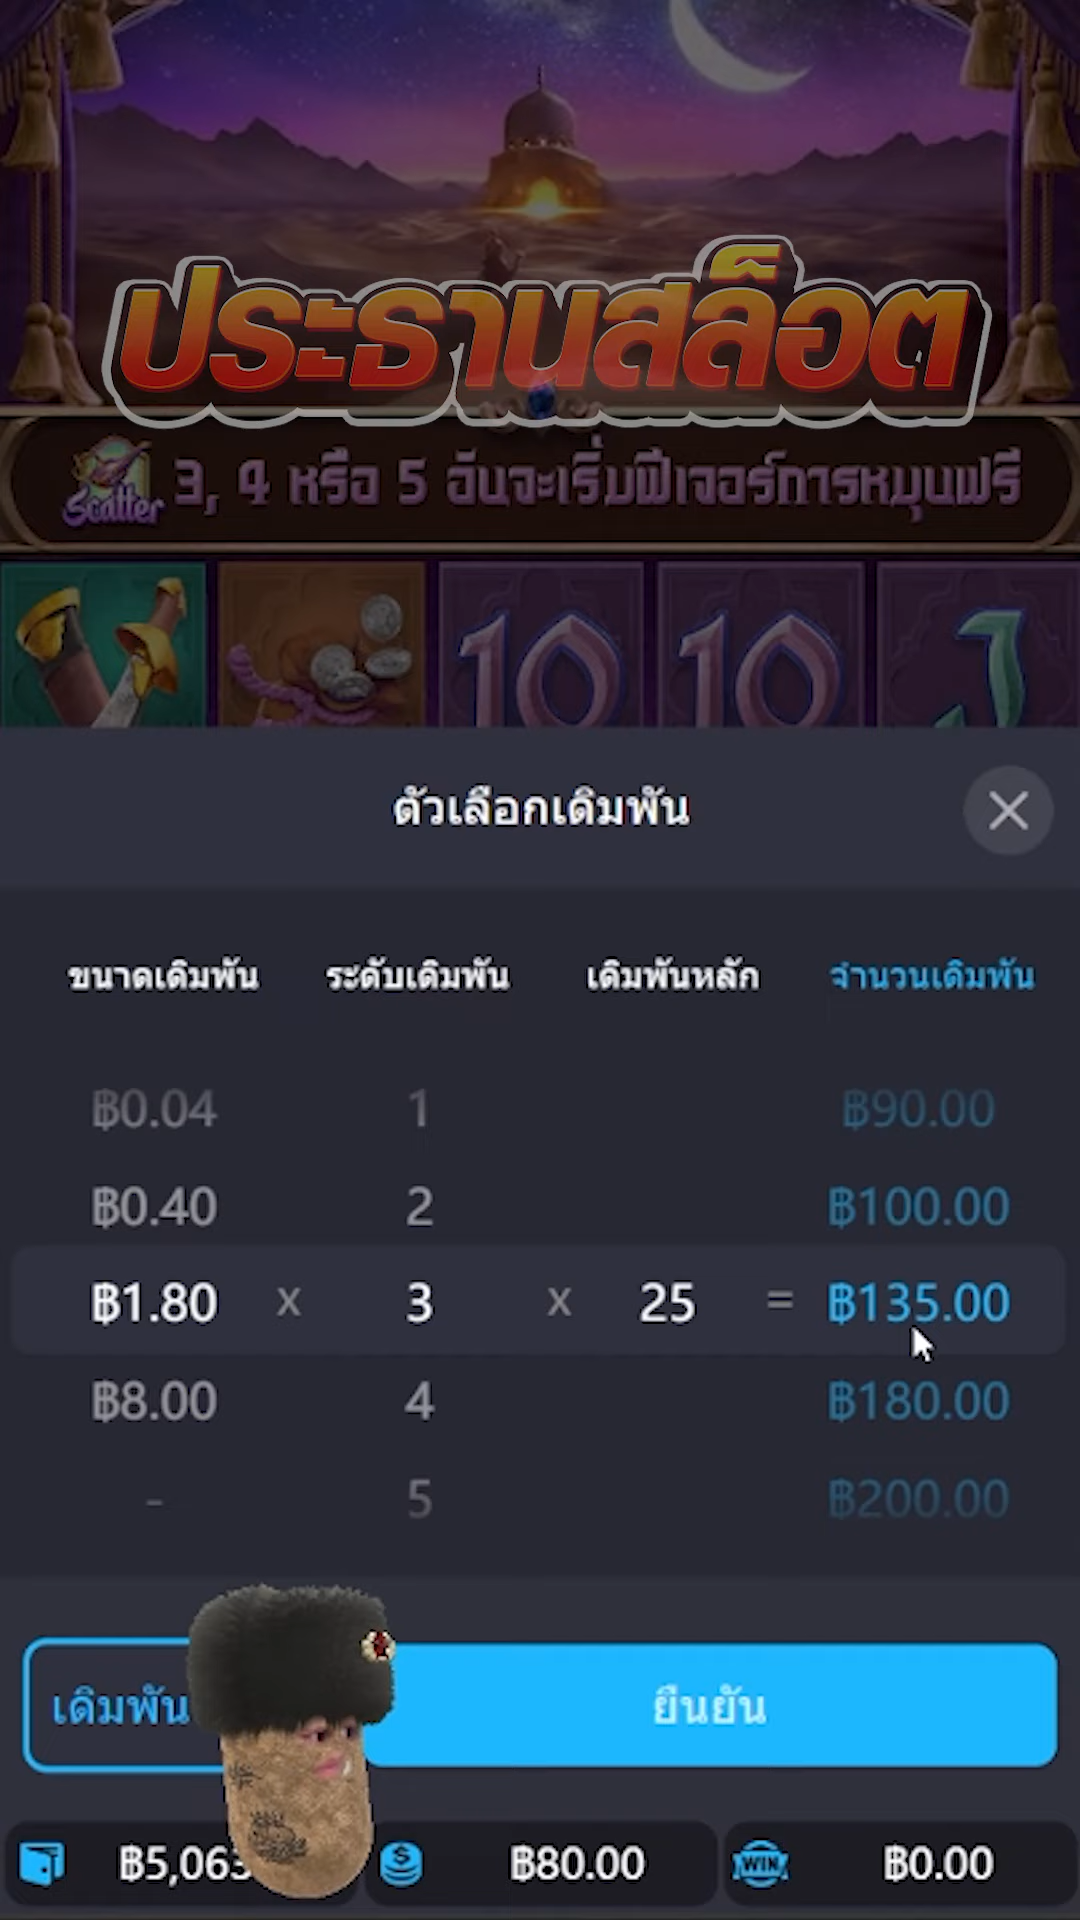 ประธานสล็อต
Scatter 3, 4 หรือ 5 อันจะเริ่มฟีเจอร์การหมุนฟรี
10 10 J
ตัวเลือกเดิมพัน
ขนาดเดิมพัน ระดับเดิมพัน เดิมพันหลัก จำนวนเดิมพัน
฿0.04 1 ฿90.00
฿0.40 2 ฿100.00
฿1.80 x 3 x 25 = ฿135.00
฿8.00 4 ฿180.00
- 5 ฿200.00
เดิมพัน ยืนยัน
฿5,063 ฿80.00 WIN ฿0.00